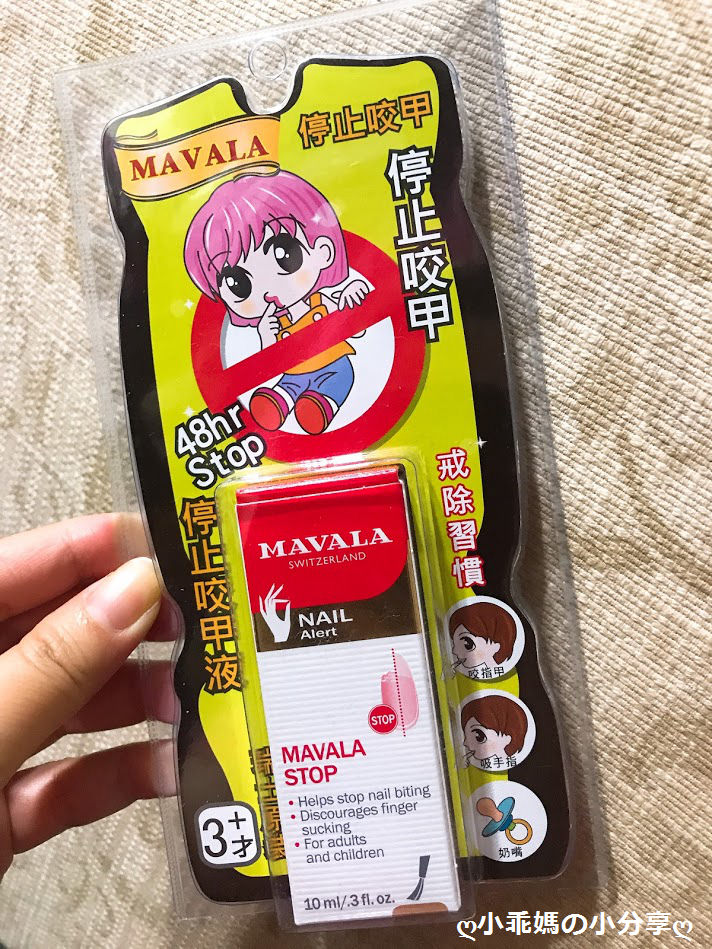 MAVALA
停止咬甲
停止咬甲
48hr
Stop
停止咬甲液
戒除習慣
MAVALA
SWITZERLAND
NAIL
Alert
STOP
MAVALA
STOP
• Helps stop nail biting
• Discourages finger
sucking
• For adults
and children
10 ml/.3 fl. oz.
咬指甲
吸手指
奶嘴
3+
才
ღ小乖媽の小分享ღ